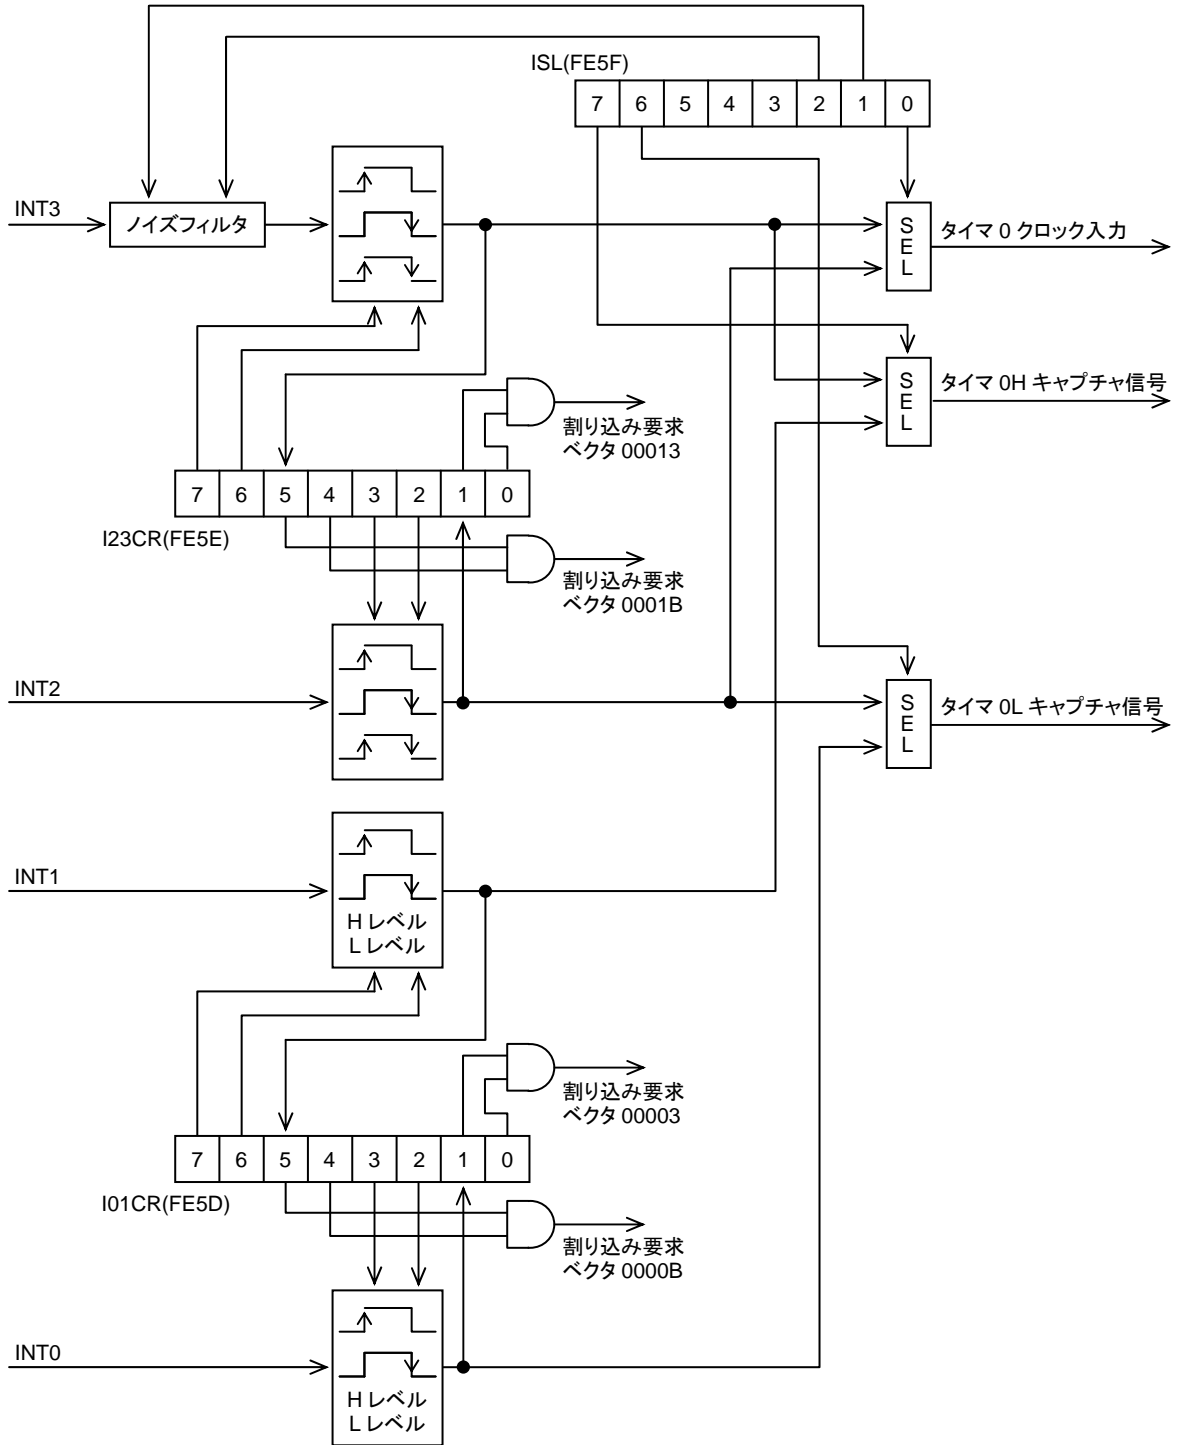 ISL(FE5F)
7 6 5 4 3 2 1 0
INT3
ノイズフィルタ
S
E
L
タイマ 0 クロック入力
S
E
L
タイマ 0H キャプチャ信号
割り込み要求
ベクタ 00013
7 6 5 4 3 2 1 0
I23CR(FE5E)
割り込み要求
ベクタ 0001B
INT2
S
E
L
タイマ 0L キャプチャ信号
INT1
H レベル
L レベル
割り込み要求
ベクタ 00003
7 6 5 4 3 2 1 0
I01CR(FE5D)
割り込み要求
ベクタ 0000B
INT0
H レベル
L レベル